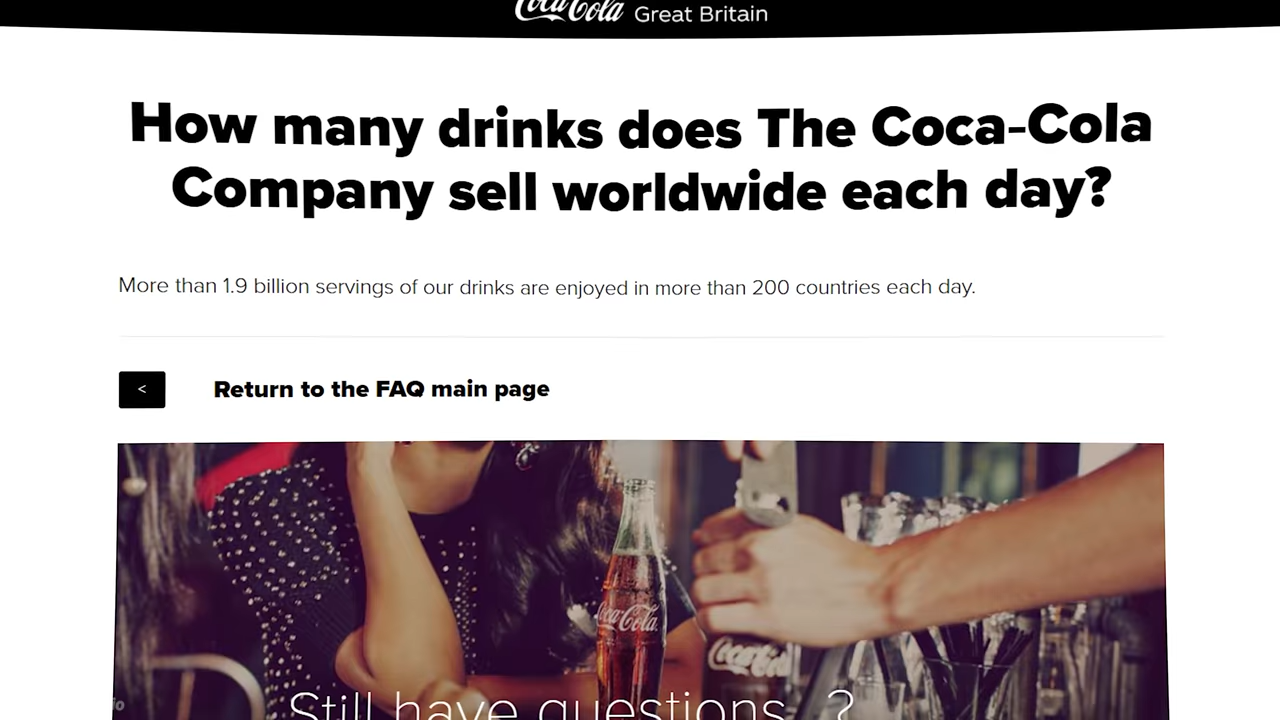 Coca-Cola Great Britain
How many drinks does The Coca-Cola
Company sell worldwide each day?
More than 1.9 billion servings of our drinks are enjoyed in more than 200 countries each day.
<
Return to the FAQ main page
Coca-Cola
Coca-Cola
Still have questions...?